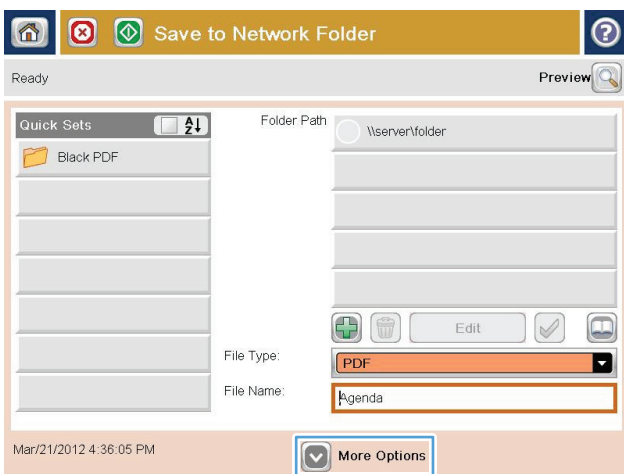 Save to Network Folder
?
Ready
Preview
Quick Sets
A
Z
Folder Path
\\server\folder
Black PDF
Edit
File Type:
PDF
File Name:
Agenda
Mar/21/2012 4:36:05 PM
More Options